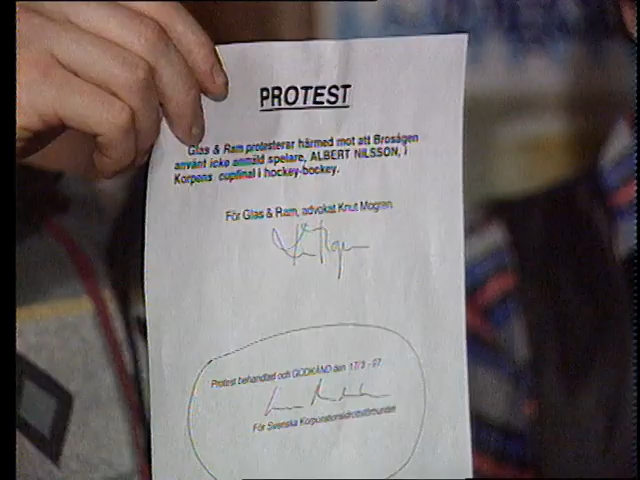 PROTEST
Glas & Ram protesterar härmed mot att Brosågen
använt icke anmäld spelare, ALBERT NILSSON, i
Korpens cupfinal i hockey-bockey.
För Glas & Ram, advokat Knut Mogren
Protest behandlad och GODKÄND den 17/3 -97
För Svenska Korporationsidrottsförbundet